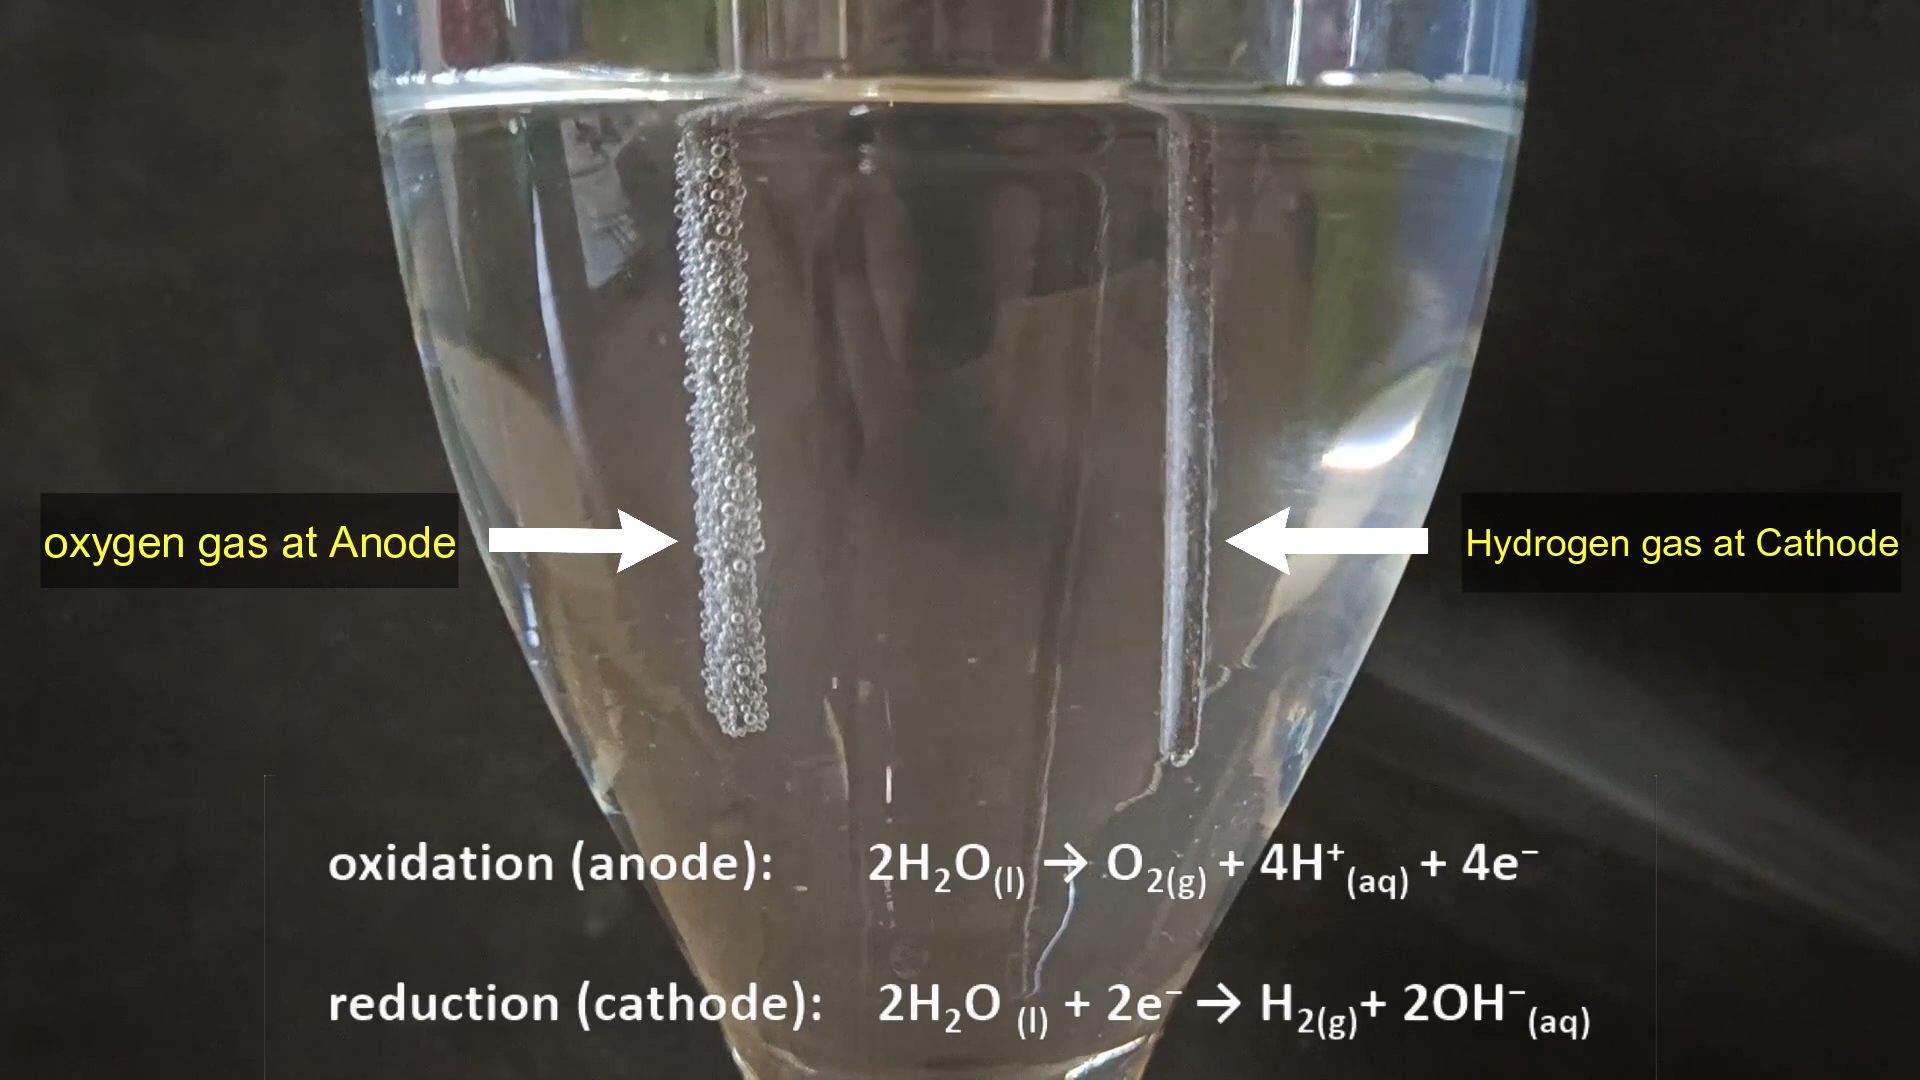 oxygen gas at Anode
Hydrogen gas at Cathode
oxidation (anode): 2H₂O₍l₎ → O₂(g) + 4H⁺(aq) + 4e⁻
reduction (cathode): 2H₂O (l) + 2e⁻ → H₂(g)+ 2OH⁻(aq)